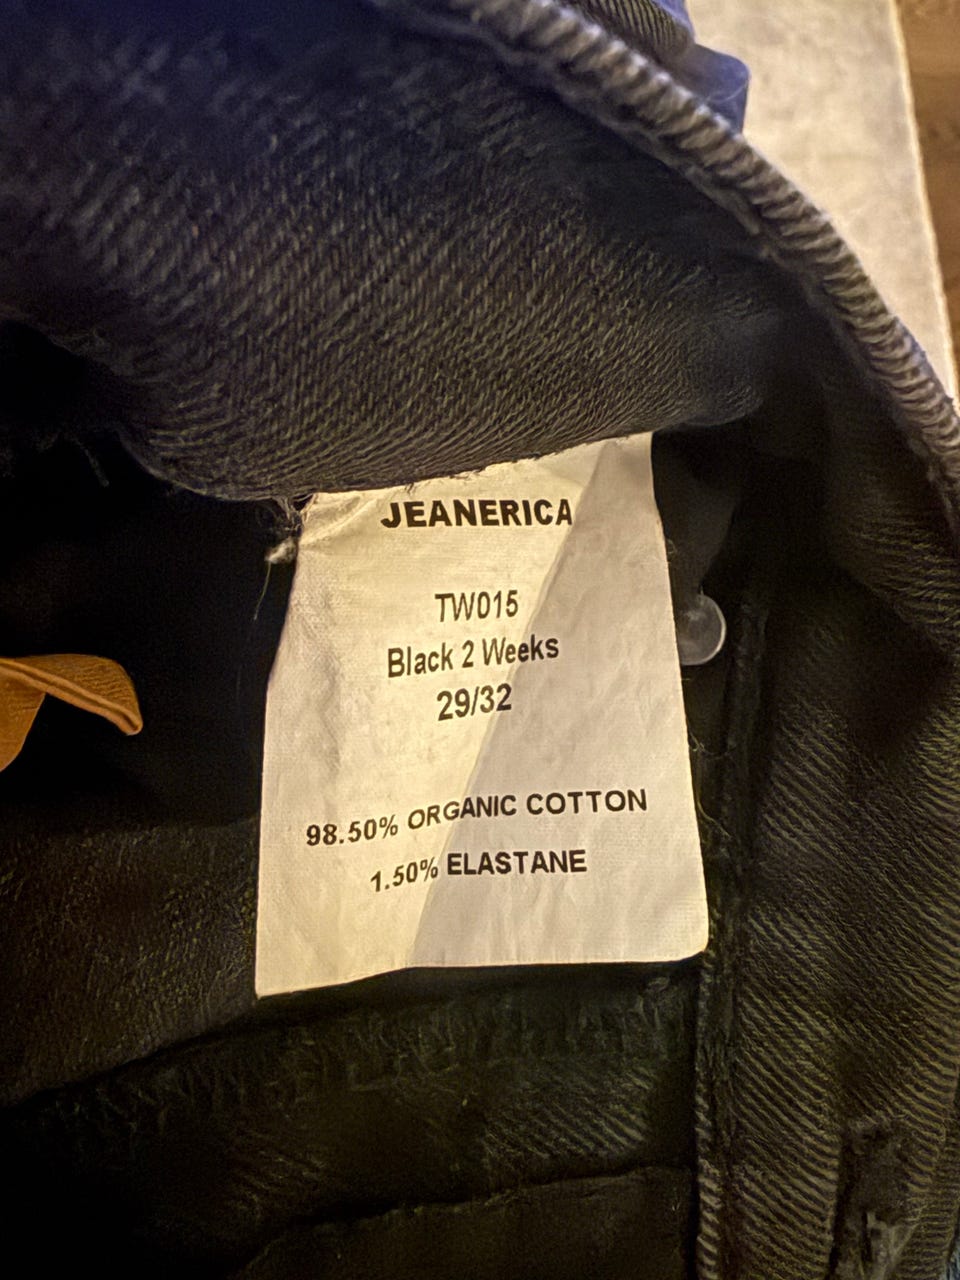 JEANERICA
TW015
Black 2 Weeks
29/32
98.50% ORGANIC COTTON
1.50% ELASTANE